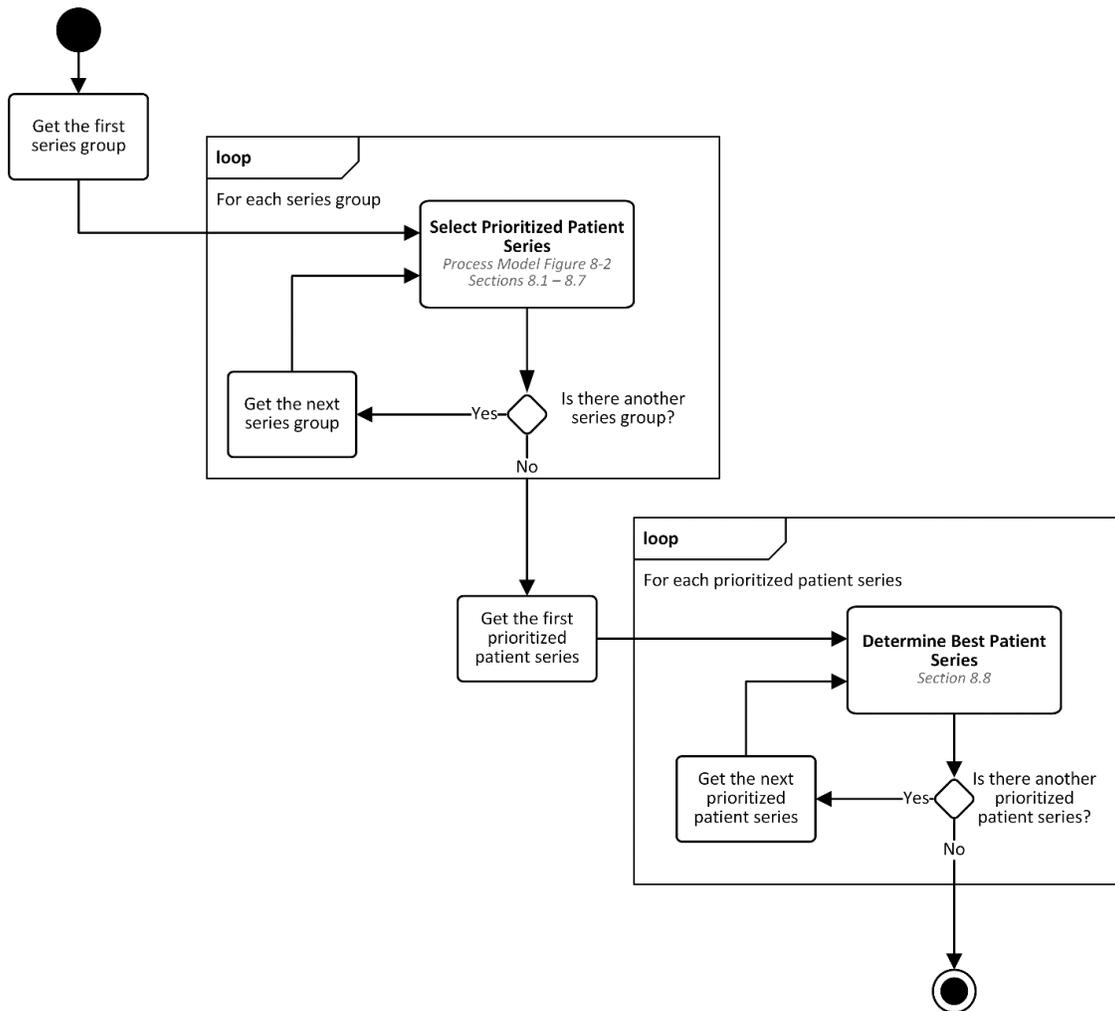 Get the first
series group
loop
For each series group
Select Prioritized Patient
Series
Process Model Figure 8-2
Sections 8.1 – 8.7
Get the next
series group
Yes
Is there another
series group?
No
loop
For each prioritized patient series
Get the first
prioritized
patient series
Determine Best Patient
Series
Section 8.8
Get the next
prioritized
patient series
Yes
Is there another
prioritized
patient series?
No